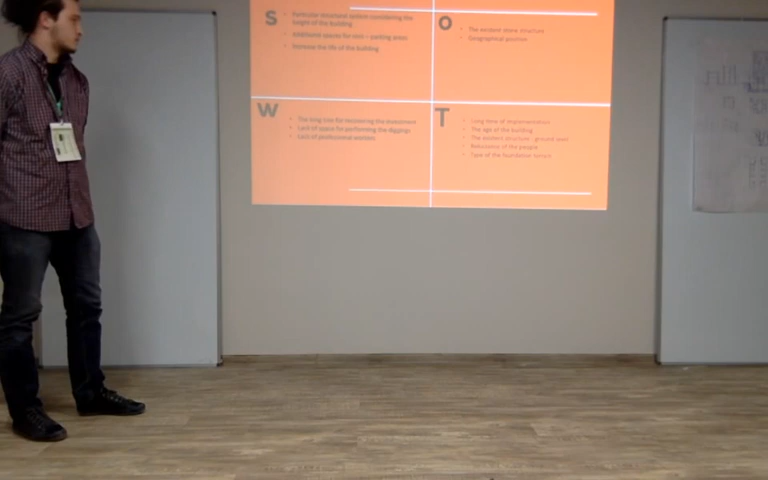 S
Particular structural system considering the
height of the building
Additional spaces for rent – parking areas
Increase the life of the building
O
The existent stone structure
Geographical position
W
The long time for recovering the investment
Lack of space for performing the diggings
Lack of professional workers
T
Long time of implementation
The age of the building
The existent structure - ground
Reluctance of the people
Type of the foundation terrain